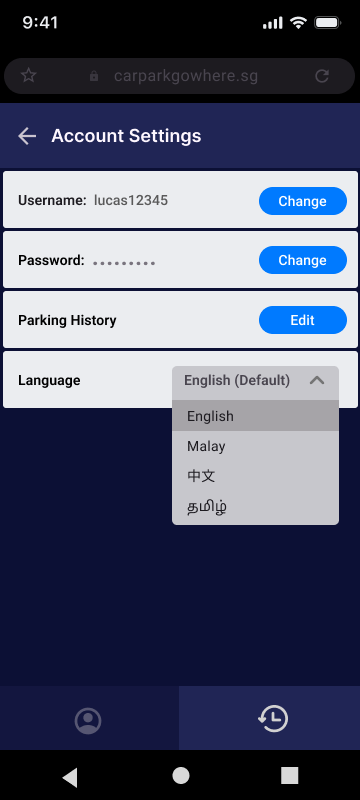 9:41
carparkgowhere.sg
Account Settings
Username: lucas12345 Change
Password: ••••••••• Change
Parking History Edit
Language English (Default)
English
Malay
中文
தமிழ்